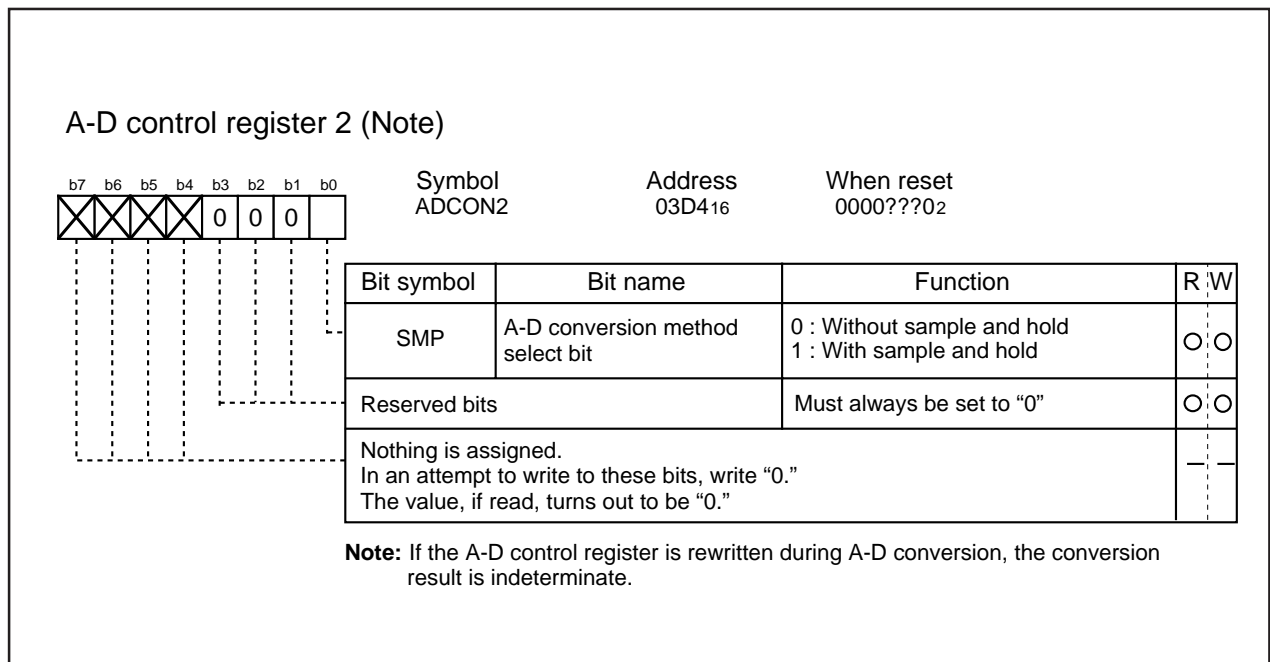 A-D control register 2 (Note)
b7 b6 b5 b4 b3 b2 b1 b0
0 0 0
Symbol Address When reset
ADCON2 03D416 0000???02
Bit symbol Bit name Function R W
SMP
A-D conversion method
select bit
0 : Without sample and hold
1 : With sample and hold
Reserved bits
Must always be set to “0”
Nothing is assigned.
In an attempt to write to these bits, write “0.”
The value, if read, turns out to be “0.”
Note: If the A-D control register is rewritten during A-D conversion, the conversion
result is indeterminate.